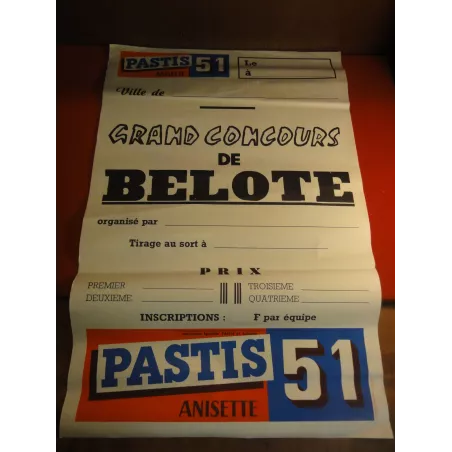 PASTIS 51
ANISETTE
Le
à
Ville de
GRAND CONCOURS
DE
BELOTE
organisé par
Tirage au sort à
PRIX
PREMIER
TROISIEME
DEUXIEME
QUATRIEME
INSCRIPTIONS : F par équipe
PASTIS 51
ANISETTE